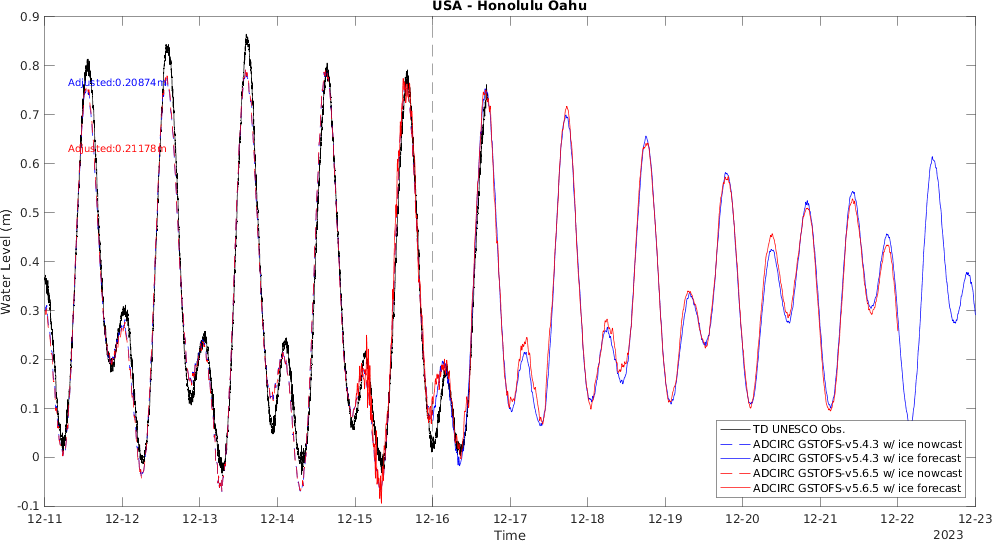 USA - Honolulu Oahu
0.9
0.8
0.7
0.6
0.5
0.4
0.3
0.2
0.1
0
-0.1
Water Level (m)
Adjusted:0.20874m
Adjusted:0.21178m
TD UNESCO Obs.
ADCIRC GSTOFS-v5.4.3 w/ ice nowcast
ADCIRC GSTOFS-v5.4.3 w/ ice forecast
ADCIRC GSTOFS-v5.6.5 w/ ice nowcast
ADCIRC GSTOFS-v5.6.5 w/ ice forecast
12-11 12-12 12-13 12-14 12-15 12-16 12-17 12-18 12-19 12-20 12-21 12-22 12-23
Time
2023